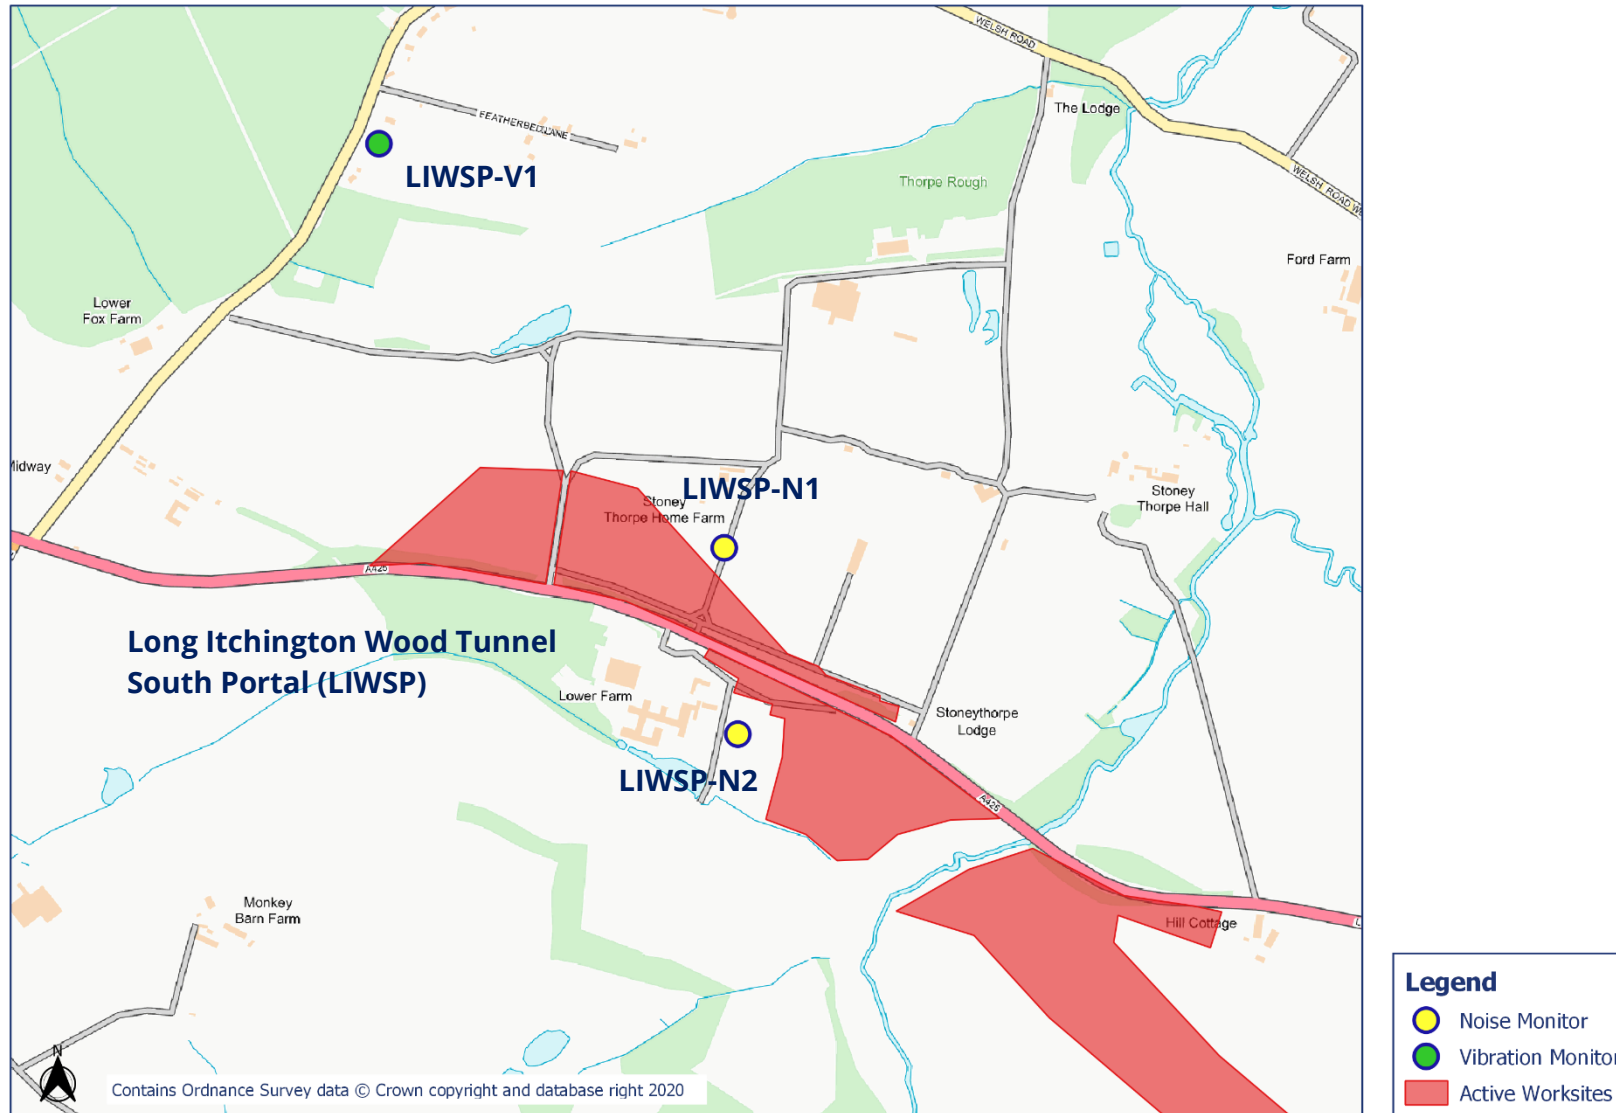 WELSH ROAD
The Lodge
FEATHERBED LANE
LIWSP-V1
Thorpe Rough
WELSH ROAD
Ford Farm
Lower
Fox Farm
Midway
LIWSP-N1
Stoney
Thorpe Home Farm
Stoney
Thorpe Hall
A425
Long Itchington Wood Tunnel
South Portal (LIWSP)
Lower Farm
Stoneythorpe
Lodge
LIWSP-N2
A425
Monkey
Barn Farm
Hill Cottage
N
Contains Ordnance Survey data © Crown copyright and database right 2020
Legend
Noise Monitor
Vibration Monitor
Active Worksites